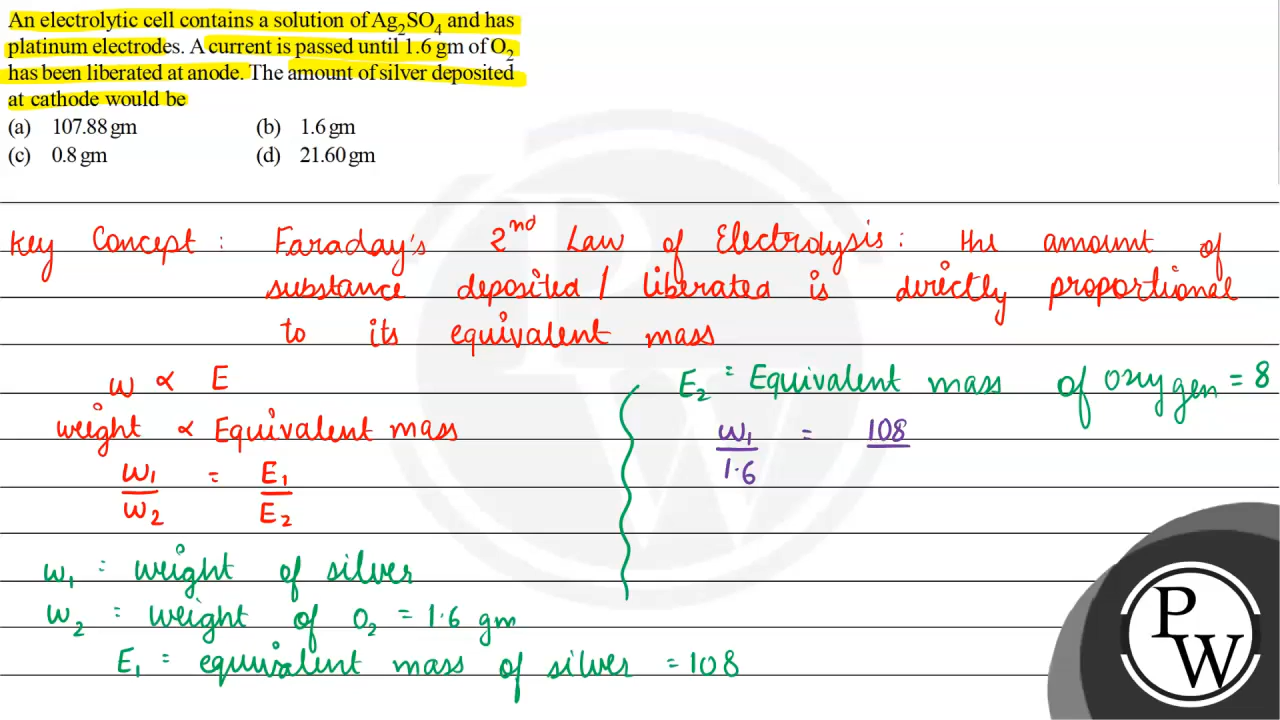 An electrolytic cell contains a solution of Ag₂SO₄ and has
platinum electrodes. A current is passed until 1.6 gm of O₂
has been liberated at anode. The amount of silver deposited
at cathode would be
(a) 107.88 gm (b) 1.6 gm
(c) 0.8 gm (d) 21.60 gm
Key Concept : Faraday's 2nd Law of Electrolysis : the amount of
substance deposited / liberated is directly proportional
to its equivalent mass
w ∝ E
weight ∝ Equivalent mass
w₁/w₂ = E₁/E₂
w₁ = weight of silver
w₂ = weight of O₂ = 1.6 gm
E₁ = equivalent mass of silver = 108
E₂ = Equivalent mass of oxygen = 8
w₁/1.6 = 108
P
W